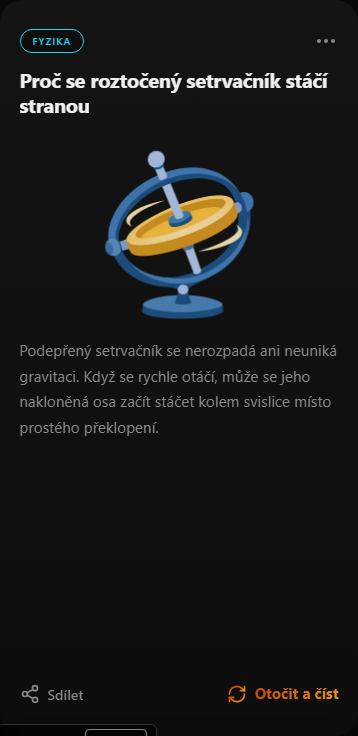 FYZIKA
Proč se roztočený setrvačník stáčí
stranou
Podepřený setrvačník se nerozpadá ani neuniká
gravitaci. Když se rychle otáčí, může se jeho
nakloněná osa začít stáčet kolem svislice místo
prostého překlopení.
Sdílet
Otočit a číst